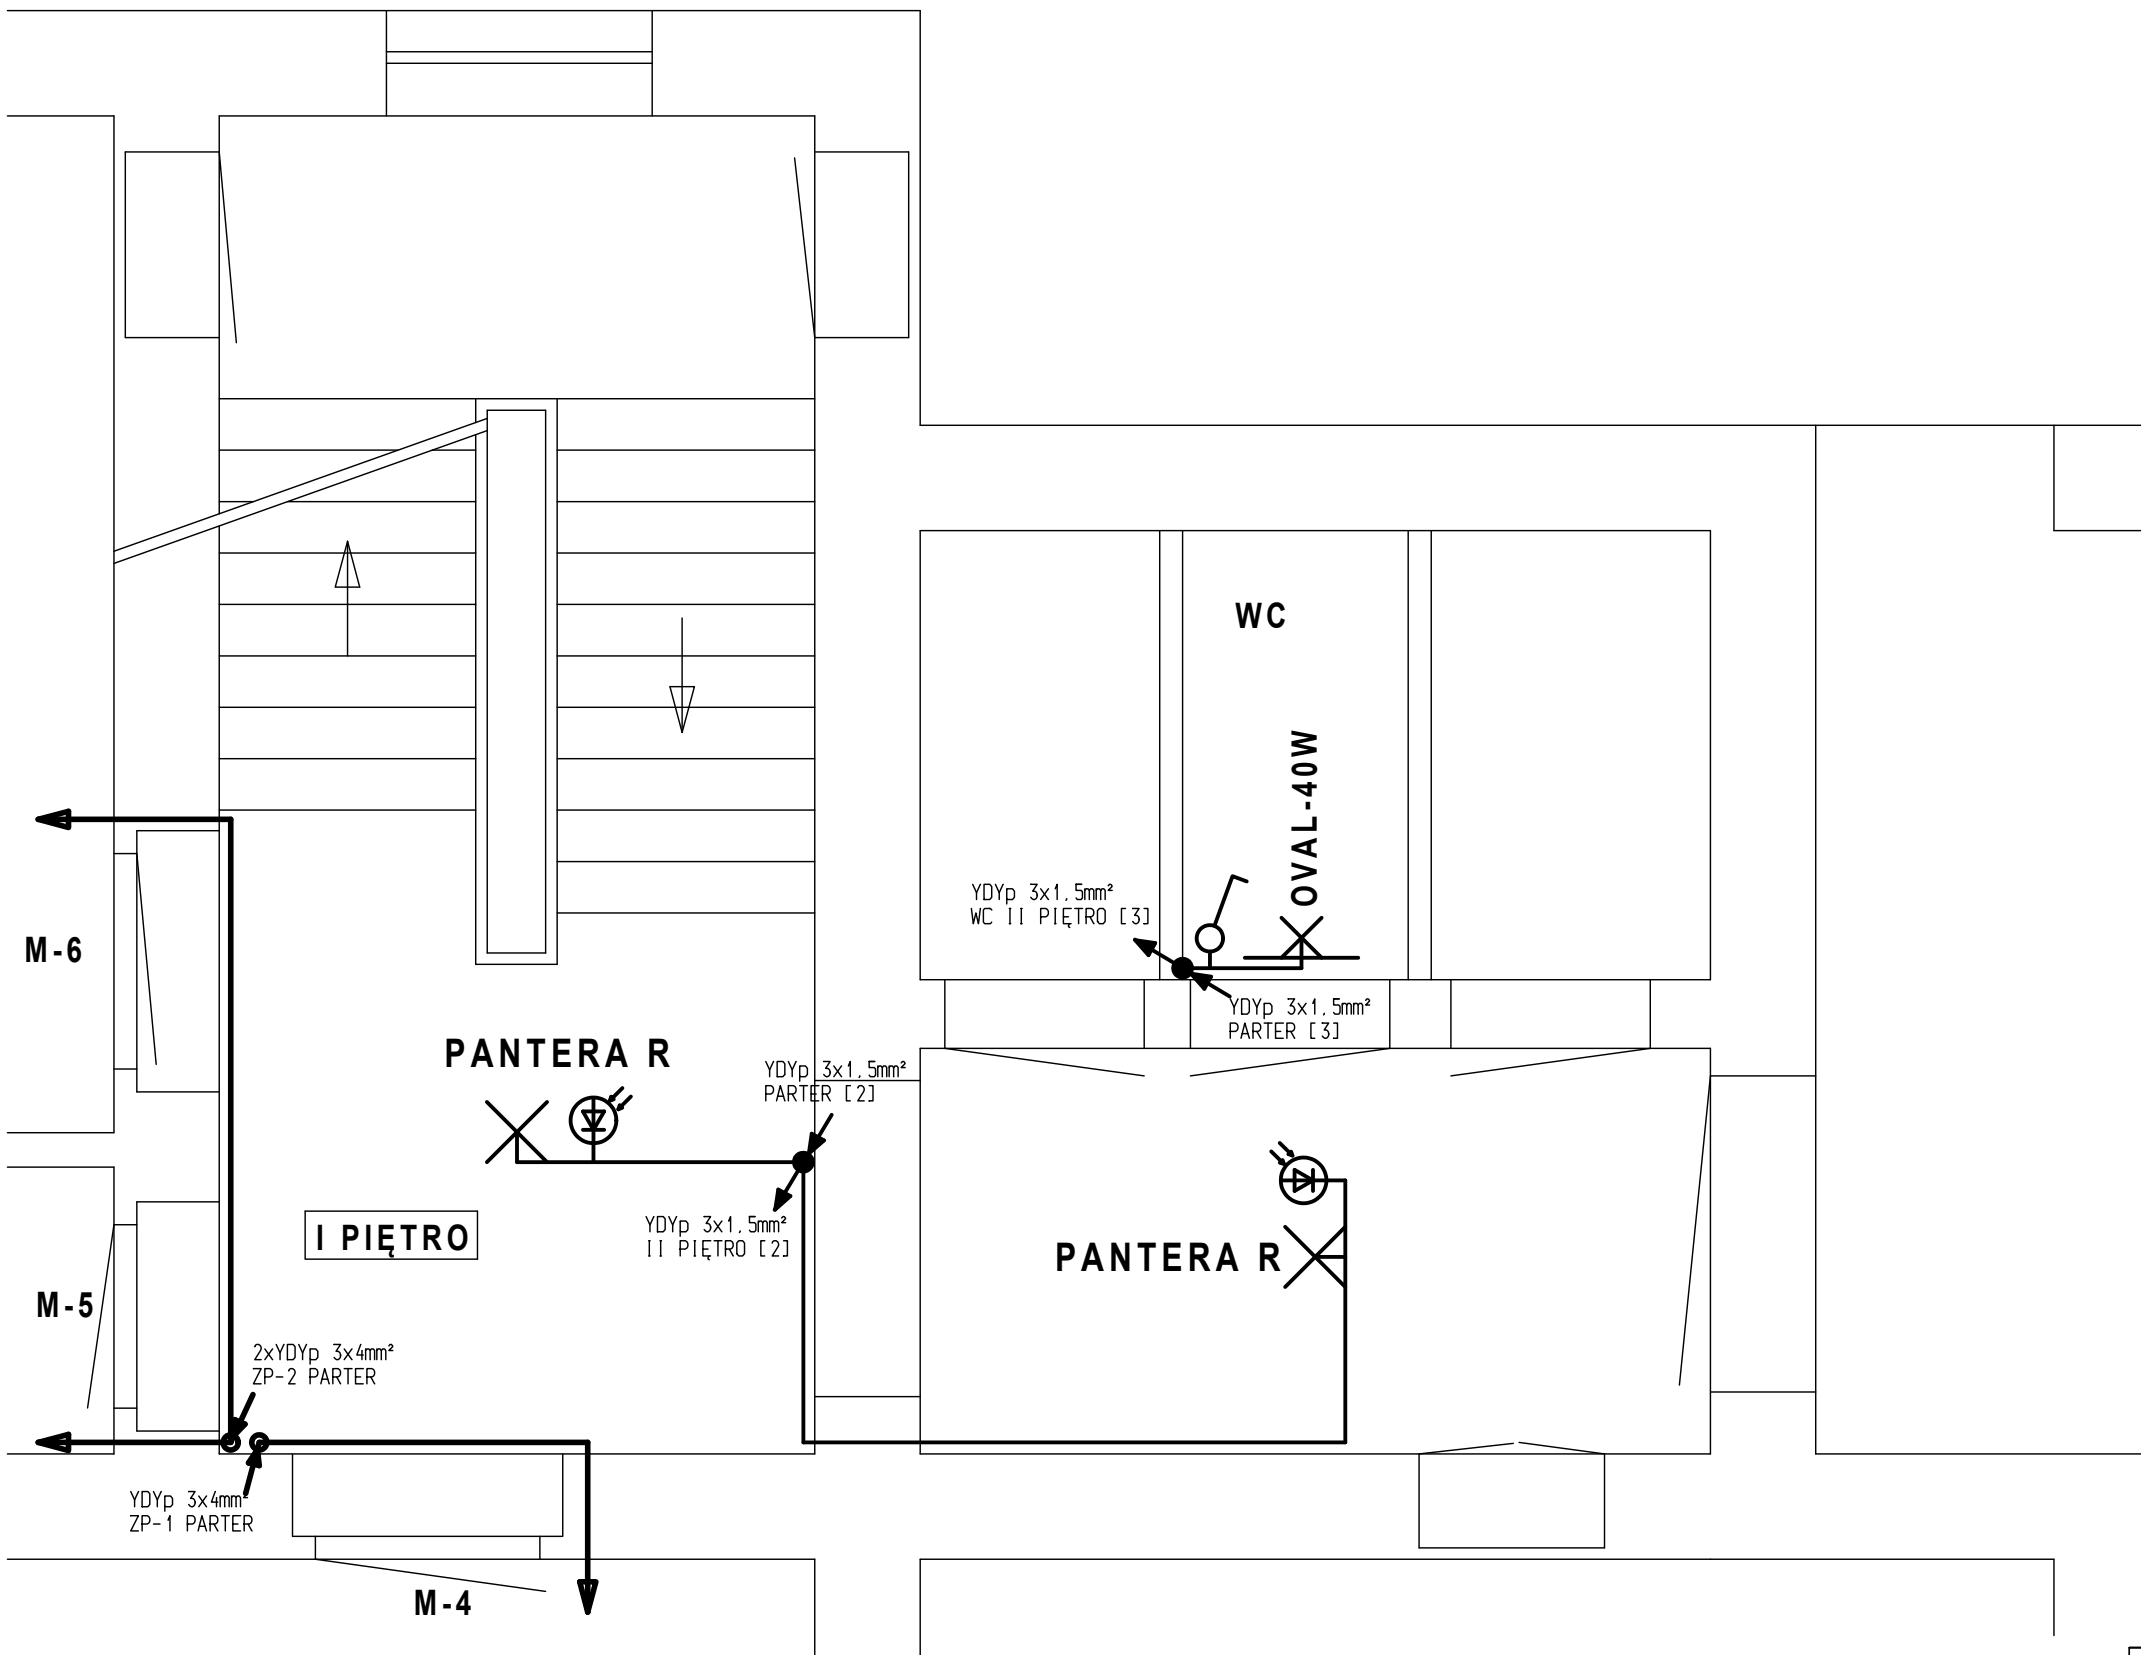 WC
OVAL-40W
YDYp 3x1,5mm²
WC II PIĘTRO [3]
M-6
YDYp 3x1,5mm²
PARTER [3]
PANTERA R
YDYp 3x1,5mm²
PARTER [2]
I PIĘTRO
YDYp 3x1,5mm²
II PIĘTRO [2]
PANTERA R
M-5
2xYDYp 3x4mm²
ZP-2 PARTER
YDYp 3x4mm²
ZP-1 PARTER
M-4